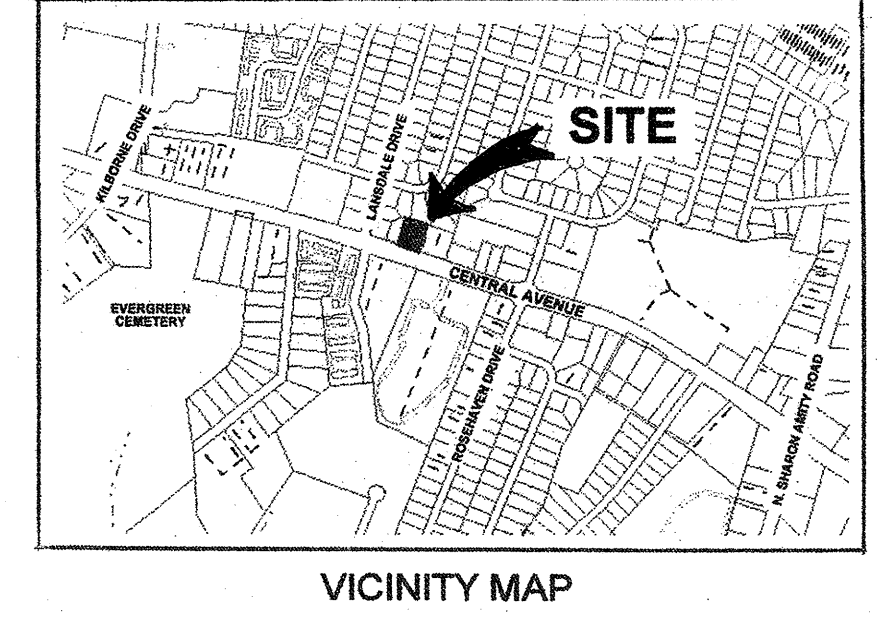 SITE
KILBORNE DRIVE
LANSDALE DRIVE
CENTRAL AVENUE
EVERGREEN
CEMETERY
ROSEHAVEN DRIVE
N. SHARON AMITY ROAD
VICINITY MAP